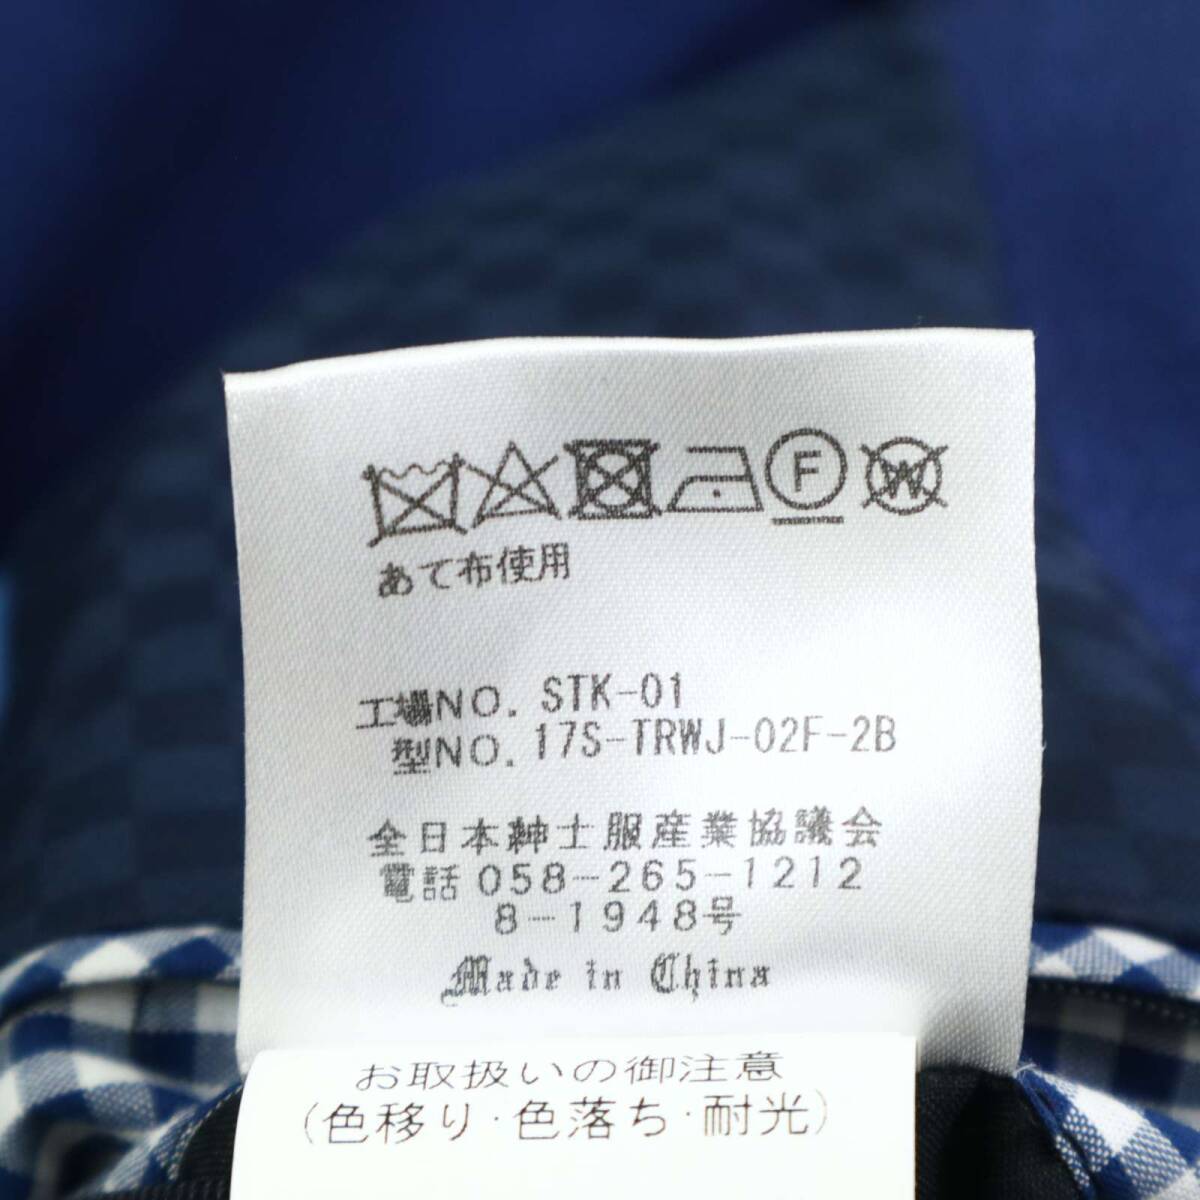 F W
あて布使用
工場NO. STK-01
型NO. 17S-TRWJ-02F-2B
全日本紳士服産業協議会
電話 058-265-1212
8-1948号
Made in China
お取扱いの御注意
(色移り·色落ち·耐光)